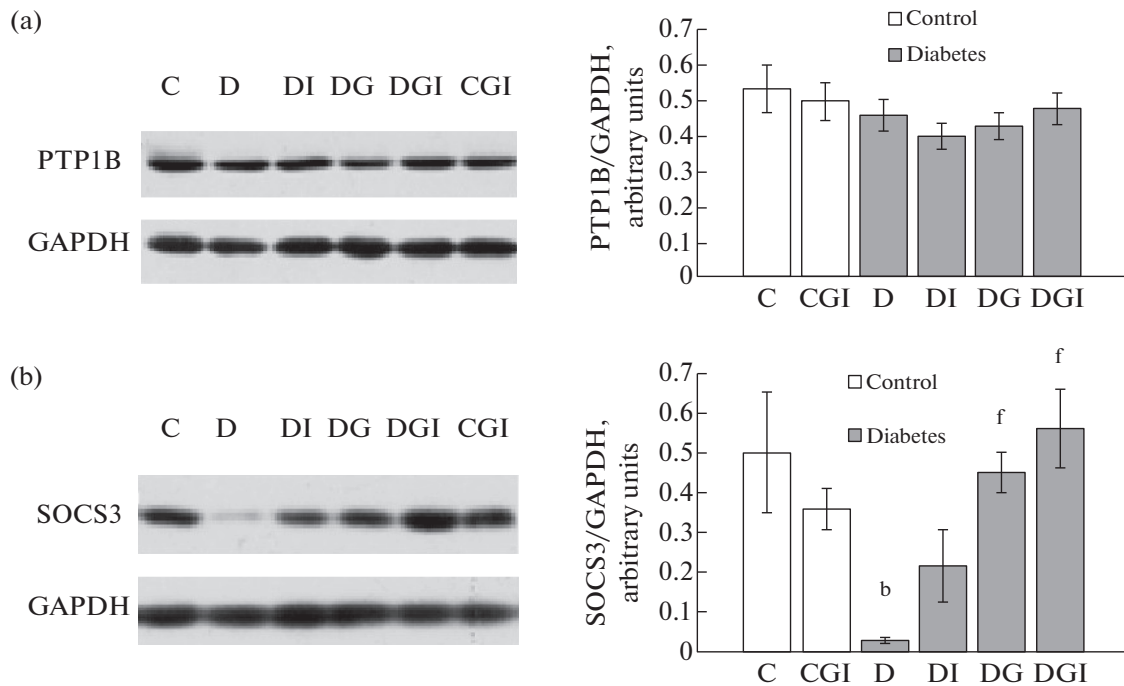 (a)
C D DI DG DGI CGI
PTP1B
GAPDH
PTP1B/GAPDH,
arbitrary units
0.7
0.6
0.5
0.4
0.3
0.2
0.1
0
Control
Diabetes
C CGI D DI DG DGI
(b)
C D DI DG DGI CGI
SOCS3
GAPDH
SOCS3/GAPDH,
arbitrary units
0.7
0.6
0.5
0.4
0.3
0.2
0.1
0
Control
Diabetes
b
f
f
C CGI D DI DG DGI